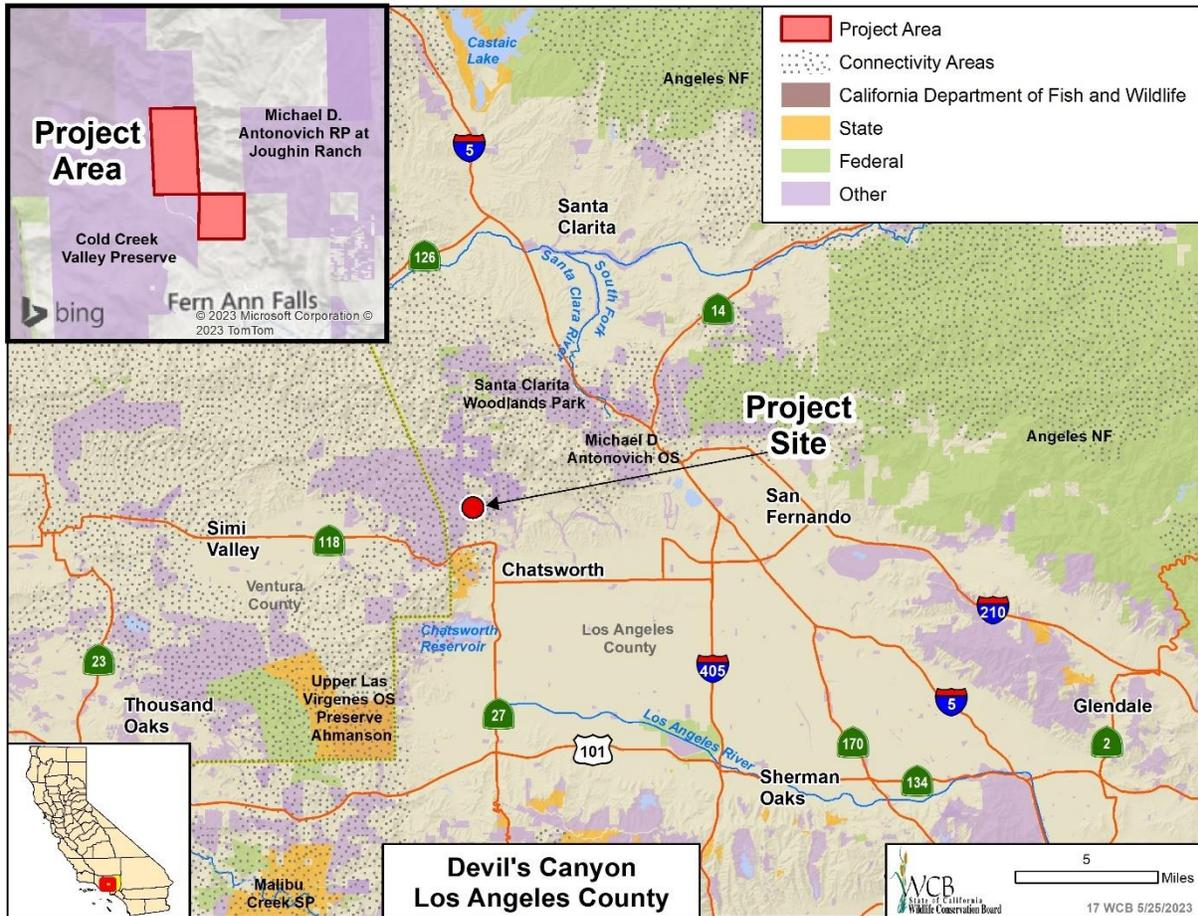 Project
Area
Michael D.
Antonovich RP at
Joughin Ranch
Cold Creek
Valley Preserve
Fern Ann Falls
bing
© 2023 Microsoft Corporation ©
2023 TomTom
Project Area
Connectivity Areas
California Department of Fish and Wildlife
State
Federal
Other
Castaic
Lake
Angeles NF
5
Santa
Clarita
126
Santa Clara
River
South Fork
14
Santa Clarita
Woodlands Park
Michael D
Antonovich OS
Project
Site
Angeles NF
San
Fernando
Simi
Valley
118
Chatsworth
Ventura
County
Chatsworth
Reservoir
Los Angeles
County
210
23
405
Thousand
Oaks
Upper Las
Virgenes OS
Preserve
Ahmanson
27
5
Glendale
Los Angeles River
101
170
2
134
Sherman
Oaks
Malibu
Creek SP
Devil's Canyon
Los Angeles County
WCB
State of California
Wildlife Conservation Board
5
Miles
17 WCB 5/25/2023